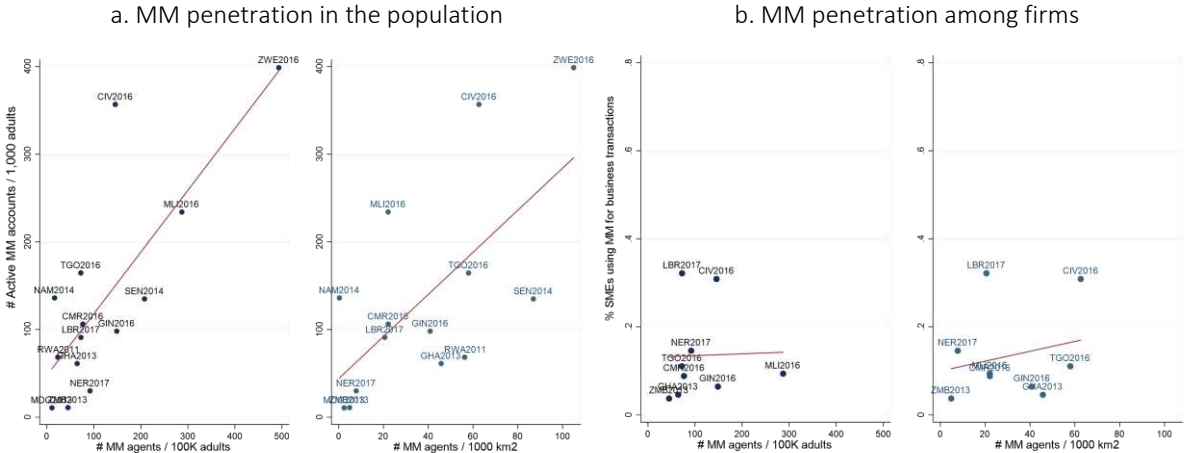 a. MM penetration in the population
b. MM penetration among firms
# Active MM accounts / 1,000 adults
400
300
200
100
0
ZWE2016
CIV2016
MLI2016
TGO2016
NAM2014
SEN2014
CMR2016
GIN2016
LBR2017
RWA2011
GHA2013
NER2017
0
100
200
300
400
500
# MM agents / 100K adults
ZWE2016
CIV2016
MLI2016
TGO2016
NAM2014
SEN2014
CMR2016
GIN2016
LBR2017
RWA2011
GHA2013
NER2017
0
20
40
60
80
100
# MM agents / 1000 km2
% SMEs using MM for business transactions
.8
.6
.4
.2
0
LBR2017
CIV2016
NER2017
TGO2016
CMR2016
MLI2016
GIN2016
GHA2013
ZMB2013
0
100
200
300
400
500
# MM agents / 100K adults
.8
.6
.4
.2
0
LBR2017
CIV2016
NER2017
TGO2016
MLI2016
CMR2016
GIN2016
GHA2013
ZMB2013
0
20
40
60
80
100
# MM agents / 1000 km2